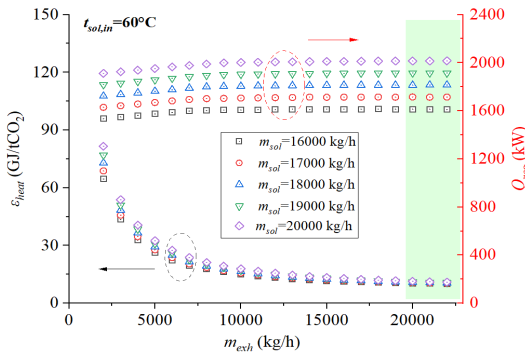 t_sol,in=60°C
150
120
90
60
30
0
ε_heat (GJ/tCO₂)
2400
2000
1600
1200
800
400
0
(kW)
m_sol=16000 kg/h
m_sol=17000 kg/h
m_sol=18000 kg/h
m_sol=19000 kg/h
m_sol=20000 kg/h
0 5000 10000 15000 20000
m_exh (kg/h)